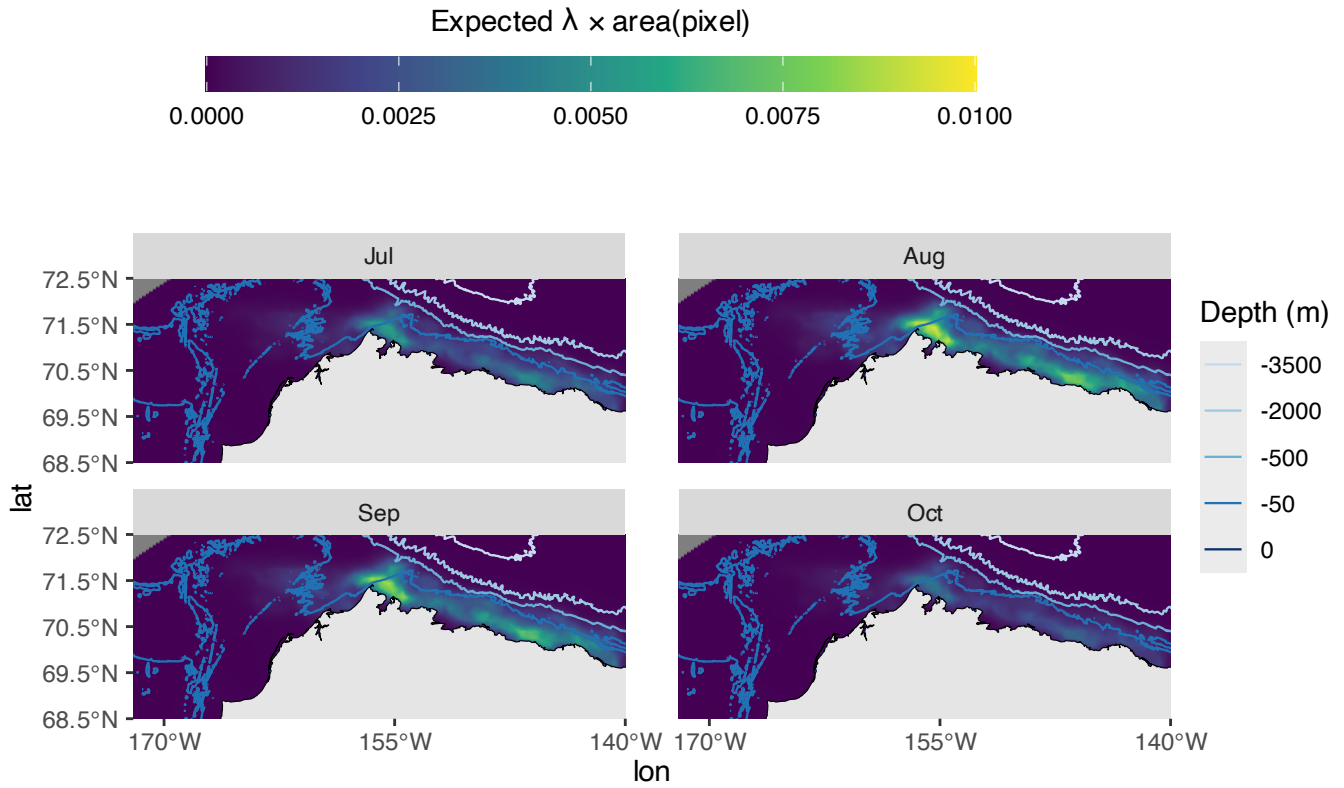 Expected λ × area(pixel)
0.0000 0.0025 0.0050 0.0075 0.0100
Jul Aug
72.5°N
71.5°N
70.5°N
69.5°N
68.5°N
Sep Oct
72.5°N
71.5°N
70.5°N
69.5°N
68.5°N
170°W 155°W 140°W 170°W 155°W 140°W
lon
lat
Depth (m)
-3500
-2000
-500
-50
0